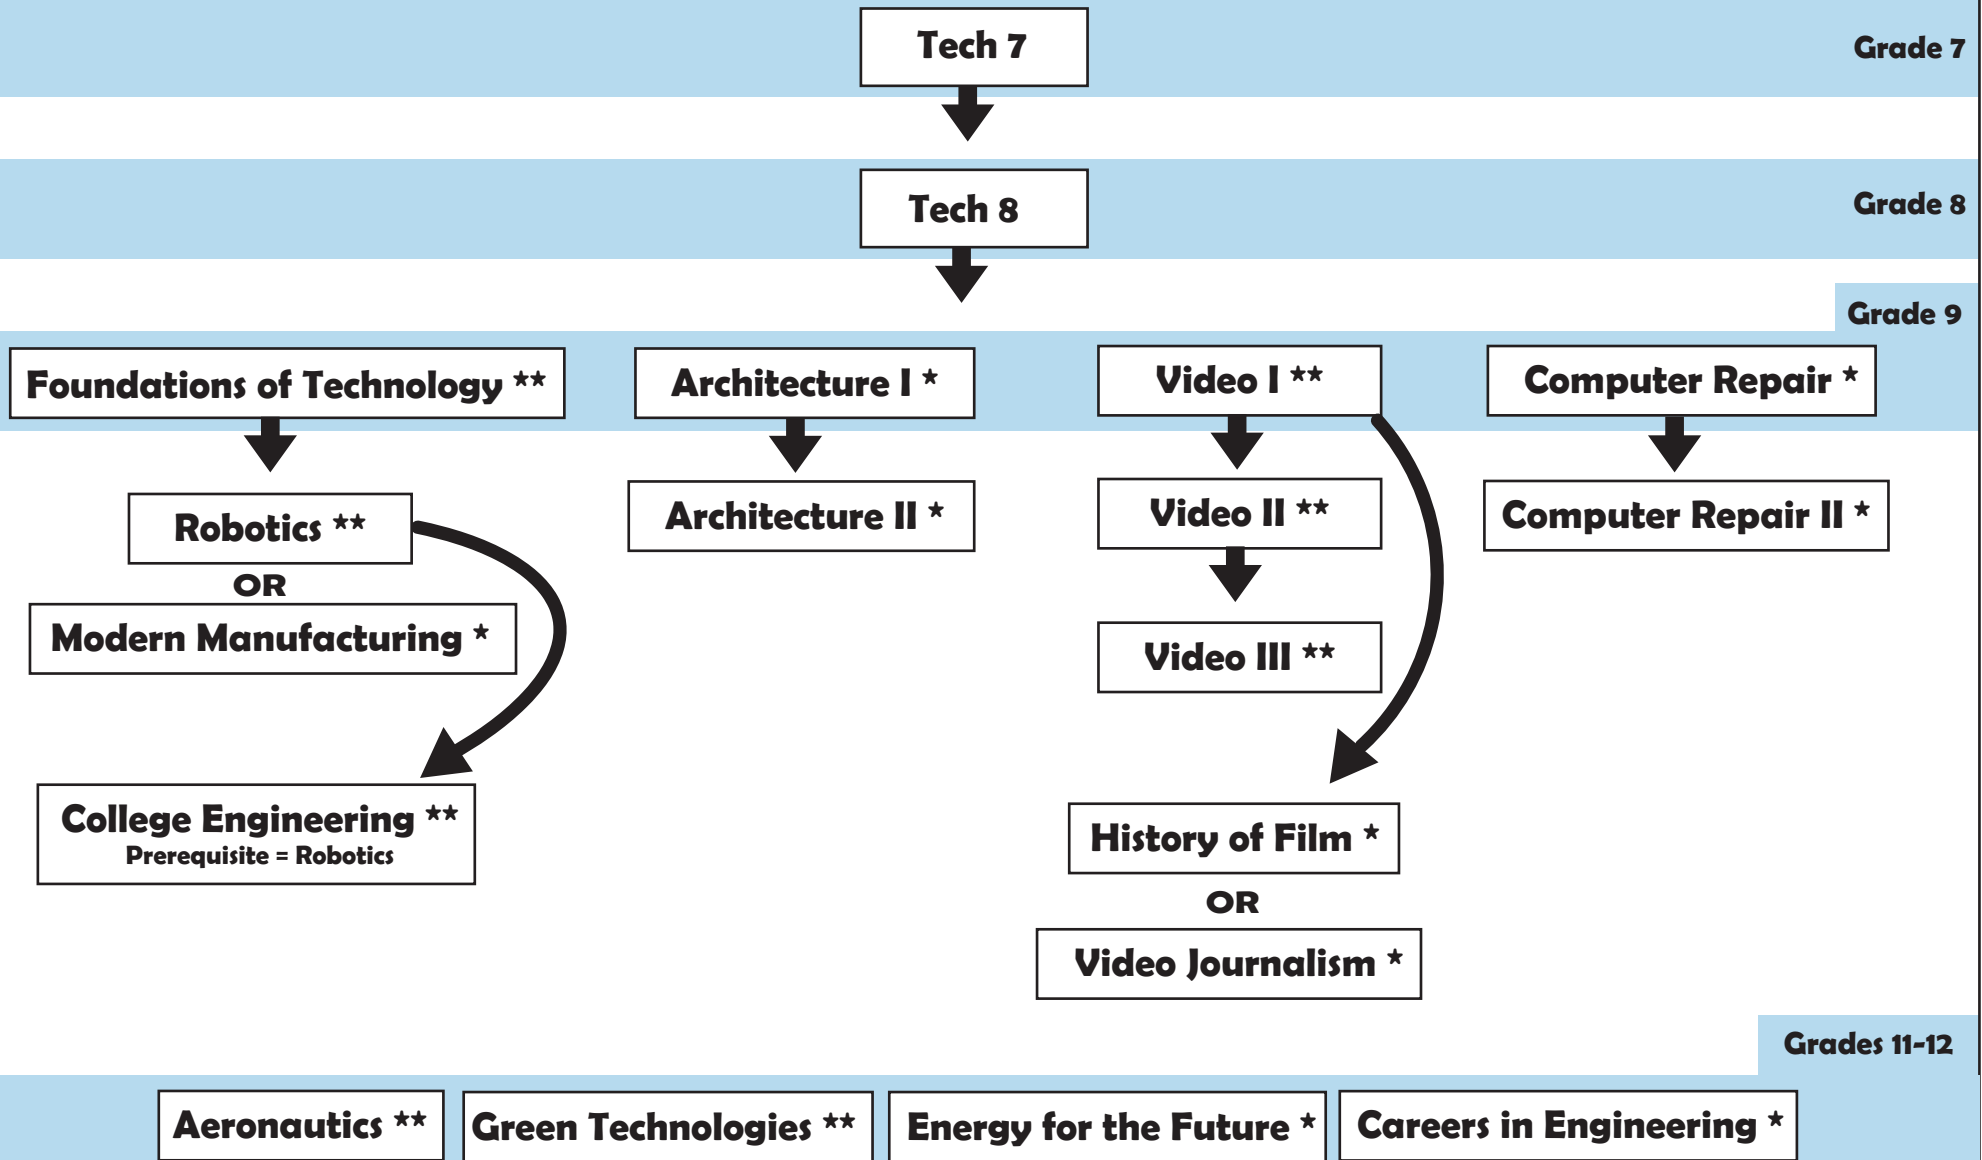 Tech 7
Grade 7
Tech 8
Grade 8
Grade 9
Foundations of Technology **
Architecture I *
Video I **
Computer Repair *
Robotics **
OR
Modern Manufacturing *
Architecture II *
Video II **
Computer Repair II *
Video III **
College Engineering **
Prerequisite = Robotics
History of Film *
OR
Video Journalism *
Grades 11-12
Aeronautics **
Green Technologies **
Energy for the Future *
Careers in Engineering *